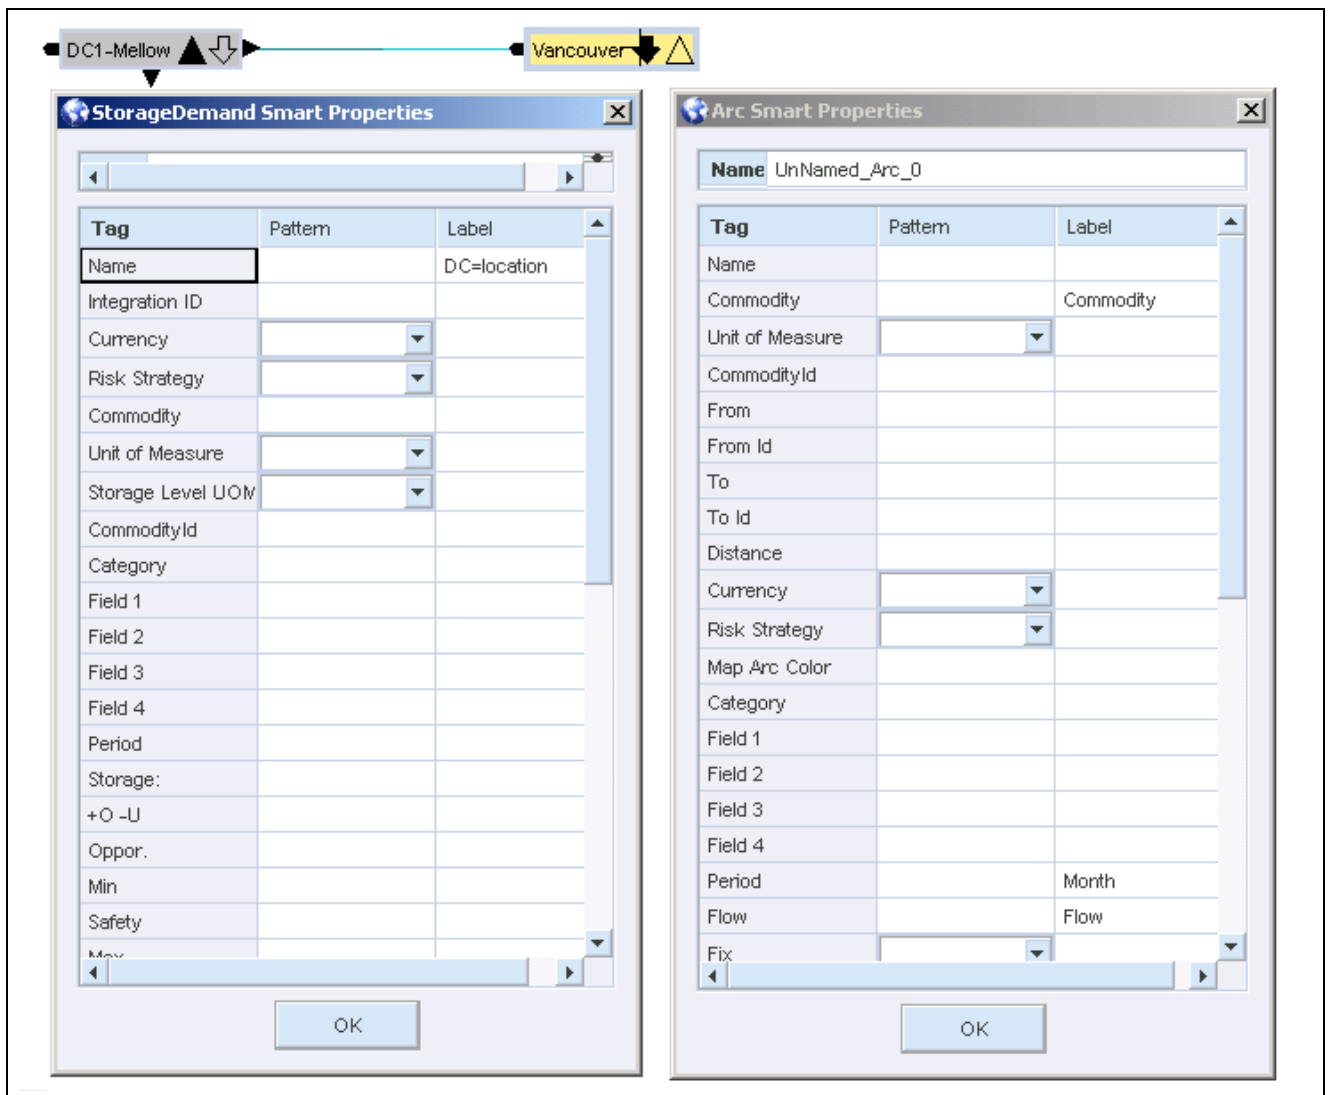 DC1-Mellow Vancouver
StorageDemand Smart Properties
Tag Pattern Label
Name DC=location
Integration ID
Currency
Risk Strategy
Commodity
Unit of Measure
Storage Level UOM
CommodityId
Category
Field 1
Field 2
Field 3
Field 4
Period
Storage:
+O -U
Oppor.
Min
Safety
Max
OK
Arc Smart Properties
Name UnNamed_Arc_0
Tag Pattern Label
Name
Commodity Commodity
Unit of Measure
CommodityId
From
From Id
To
To Id
Distance
Currency
Risk Strategy
Map Arc Color
Category
Field 1
Field 2
Field 3
Field 4
Period Month
Flow Flow
Fix
OK